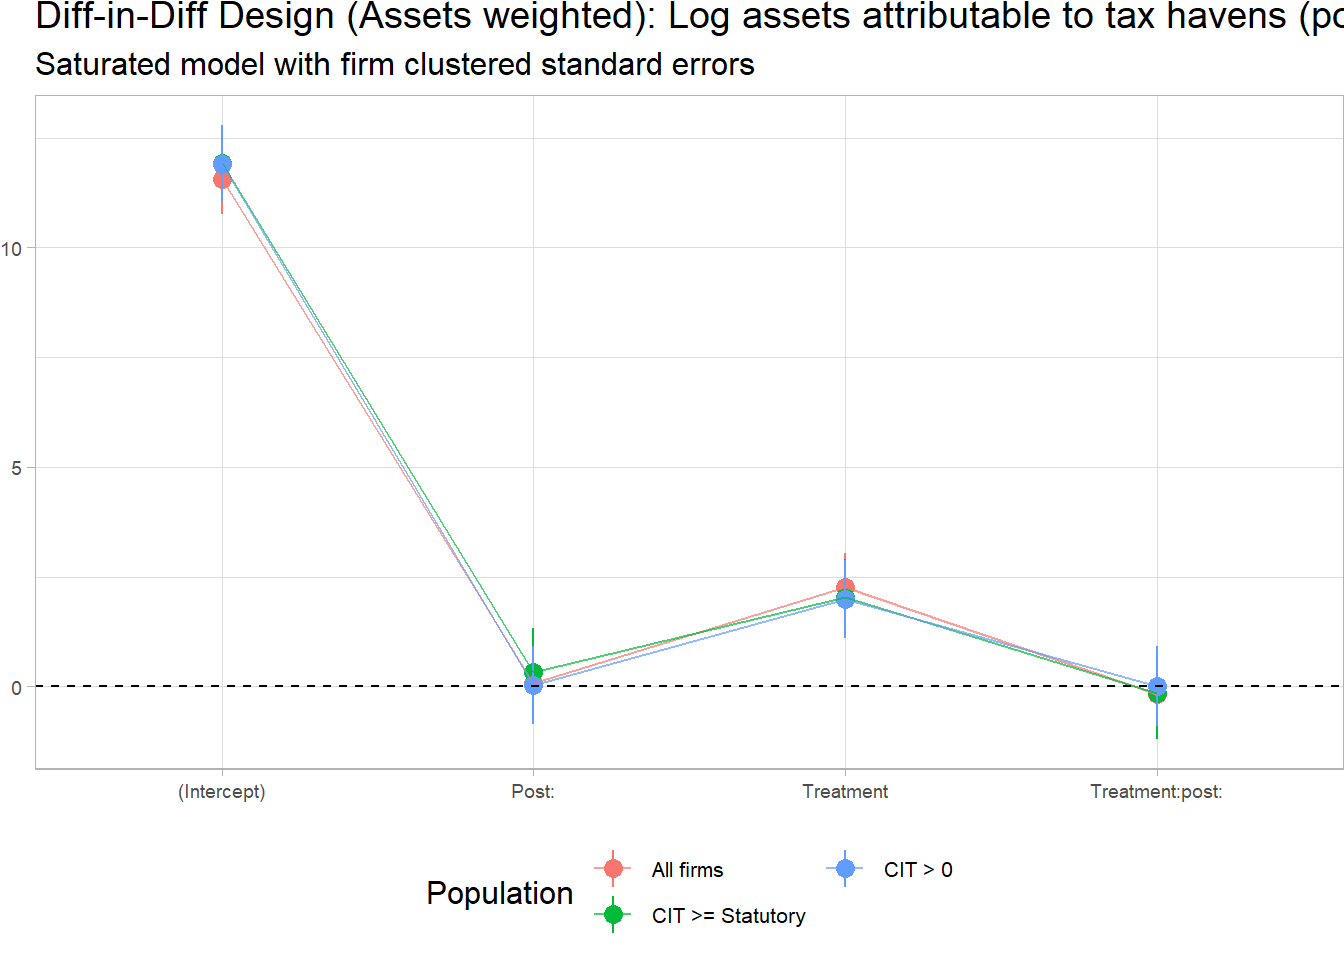 Diff-in-Diff Design (Assets weighted): Log assets attributable to tax havens (po
Saturated model with firm clustered standard errors
10
5
0
(Intercept) Post: Treatment Treatment:post:
Population
All firms CIT > 0
CIT >= Statutory